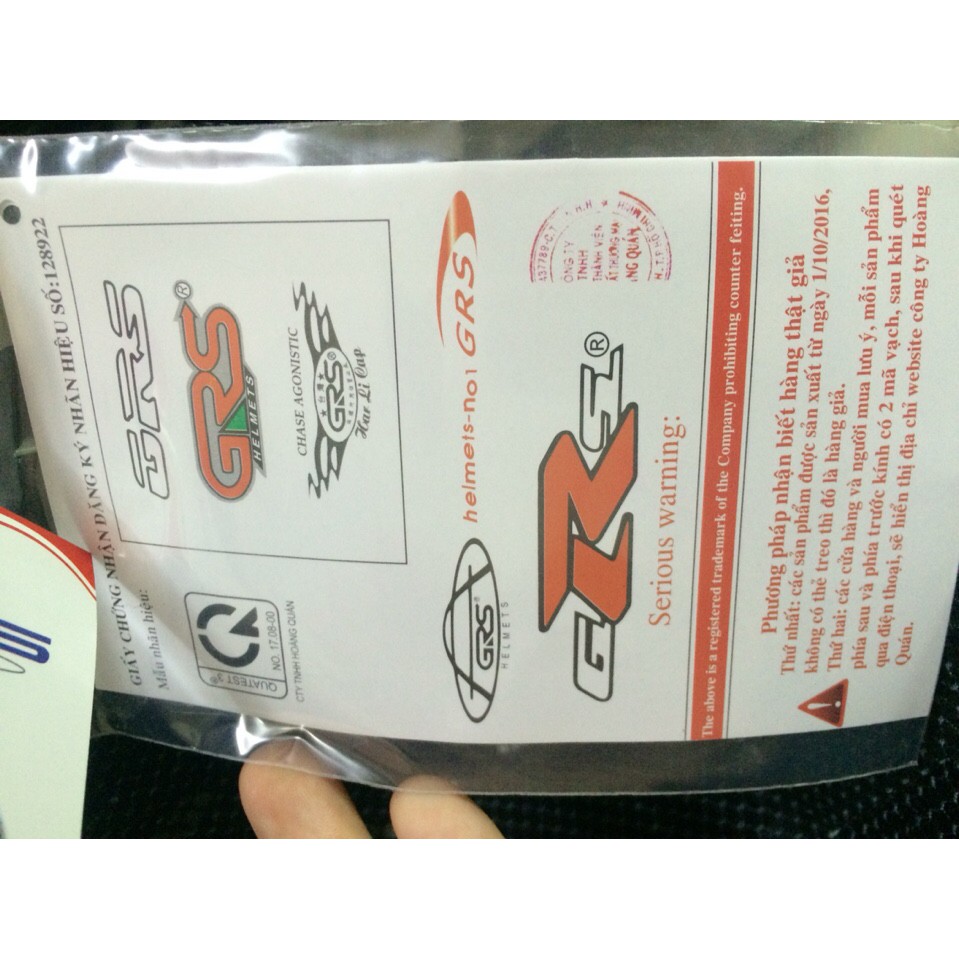 GIẤY CHỨNG NHẬN ĐĂNG KÝ NHÃN HIỆU SỐ:128922
Mẫu nhãn hiệu:
GRS
GRS®
HELMETS
CHASE AGONISTIC
GRS®
Har Li Cup
QUATEST 3®
NO. 17.08-00
CTY TNHH HOÀNG QUÁN
GRS®
HELMETS
helmets-no1 GRS
GRS®
Serious warning:
The above is a registered trademark of the Company prohibiting counter feiting.
Phương pháp nhận biết hàng thật giả
Thứ nhất: các sản phẩm được sản xuất từ ngày 1/10/2016,
không có thẻ treo thì đó là hàng giả.
Thứ hai các cửa hàng và người mua lưu ý, mỗi sản phẩm
phía sau và phía trước kính có 2 mã vạch, sau khi quét
qua điện thoại, sẽ hiển thị địa chỉ website công ty Hoàng
Quán.